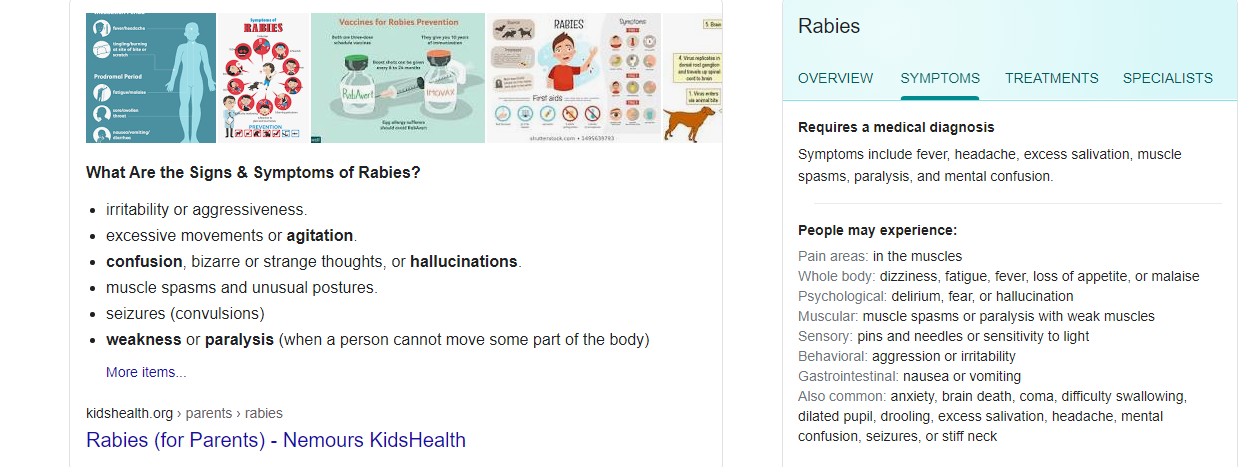 fever/headache
tingling/burning
at site of bite or
scratch
Prodromal Period
fatigue/malaise
core/swollen
throat
nausea/vomiting/
diarrhea
Symptoms of
RABIES
PREVENTION
Vaccines for Rabies Prevention
Both are three-dose
schedule vaccines
They give you 10 years
of immunization
Boost shots can be given
every 6 to 24 months
RabAvert
IMOVAX
Egg allergy sufferers
should avoid RabAvert
RABIES
Symptoms
First aids
shutterstock.com • 1495639793
5. Brain
4. Virus replicates in
dorsal root ganglion
and travels up spinal
cord to brain
1. Virus enters
via animal bite
What Are the Signs & Symptoms of Rabies?
• irritability or aggressiveness.
• excessive movements or agitation.
• confusion, bizarre or strange thoughts, or hallucinations.
• muscle spasms and unusual postures.
• seizures (convulsions)
• weakness or paralysis (when a person cannot move some part of the body)
More items...
kidshealth.org › parents › rabies
Rabies (for Parents) - Nemours KidsHealth
Rabies
OVERVIEW SYMPTOMS TREATMENTS SPECIALISTS
Requires a medical diagnosis
Symptoms include fever, headache, excess salivation, muscle
spasms, paralysis, and mental confusion.
People may experience:
Pain areas: in the muscles
Whole body: dizziness, fatigue, fever, loss of appetite, or malaise
Psychological: delirium, fear, or hallucination
Muscular: muscle spasms or paralysis with weak muscles
Sensory: pins and needles or sensitivity to light
Behavioral: aggression or irritability
Gastrointestinal: nausea or vomiting
Also common: anxiety, brain death, coma, difficulty swallowing,
dilated pupil, drooling, excess salivation, headache, mental
confusion, seizures, or stiff neck